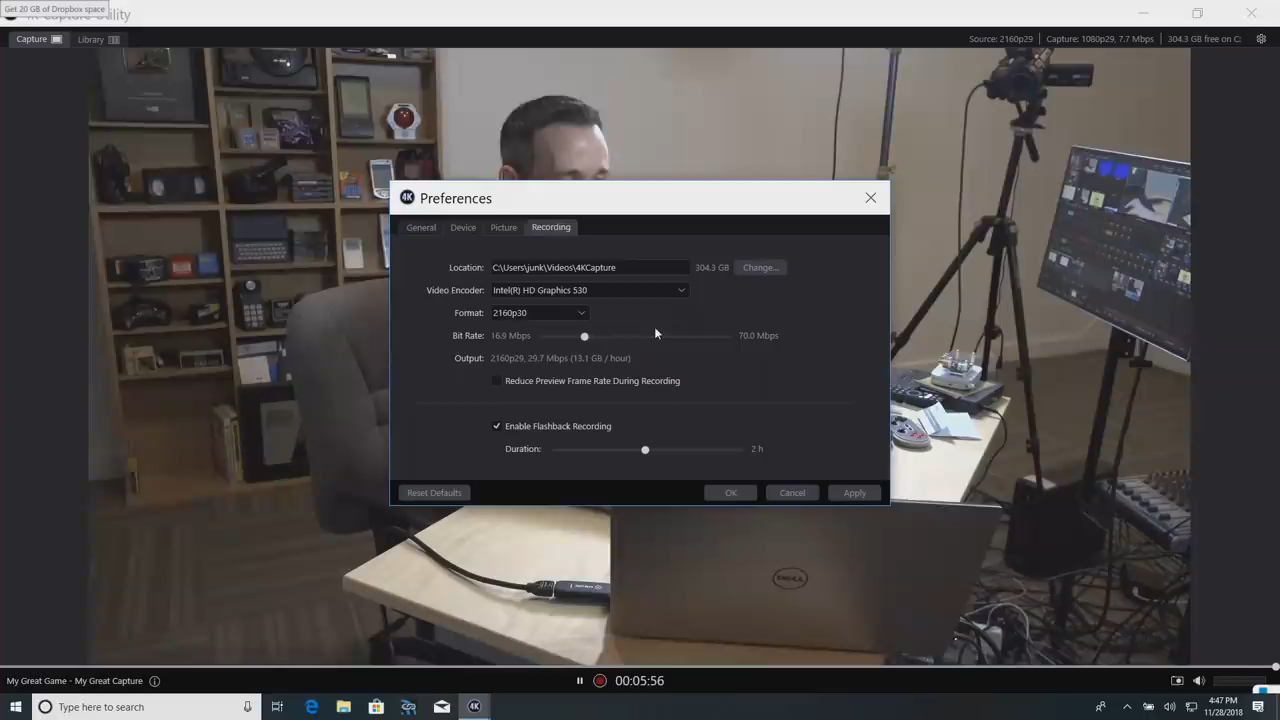 Get 20 GB of Dropbox space
4K Capture Utility
Capture
Library
Source: 2160p29
Capture: 1080p29, 7.7 Mbps
304.3 GB free on C:
4K Preferences
General
Device
Picture
Recording
Location: C:\Users\junk\Videos\4KCapture 304.3 GB Change...
Video Encoder: Intel(R) HD Graphics 530
Format: 2160p30
Bit Rate: 16.9 Mbps 70.0 Mbps
Output: 2160p29, 29.7 Mbps (13.1 GB / hour)
Reduce Preview Frame Rate During Recording
Enable Flashback Recording
Duration: 2 h
Reset Defaults
OK
Cancel
Apply
DELL
My Great Game - My Great Capture
00:05:56
Type here to search
4K
4:47 PM
11/28/2018